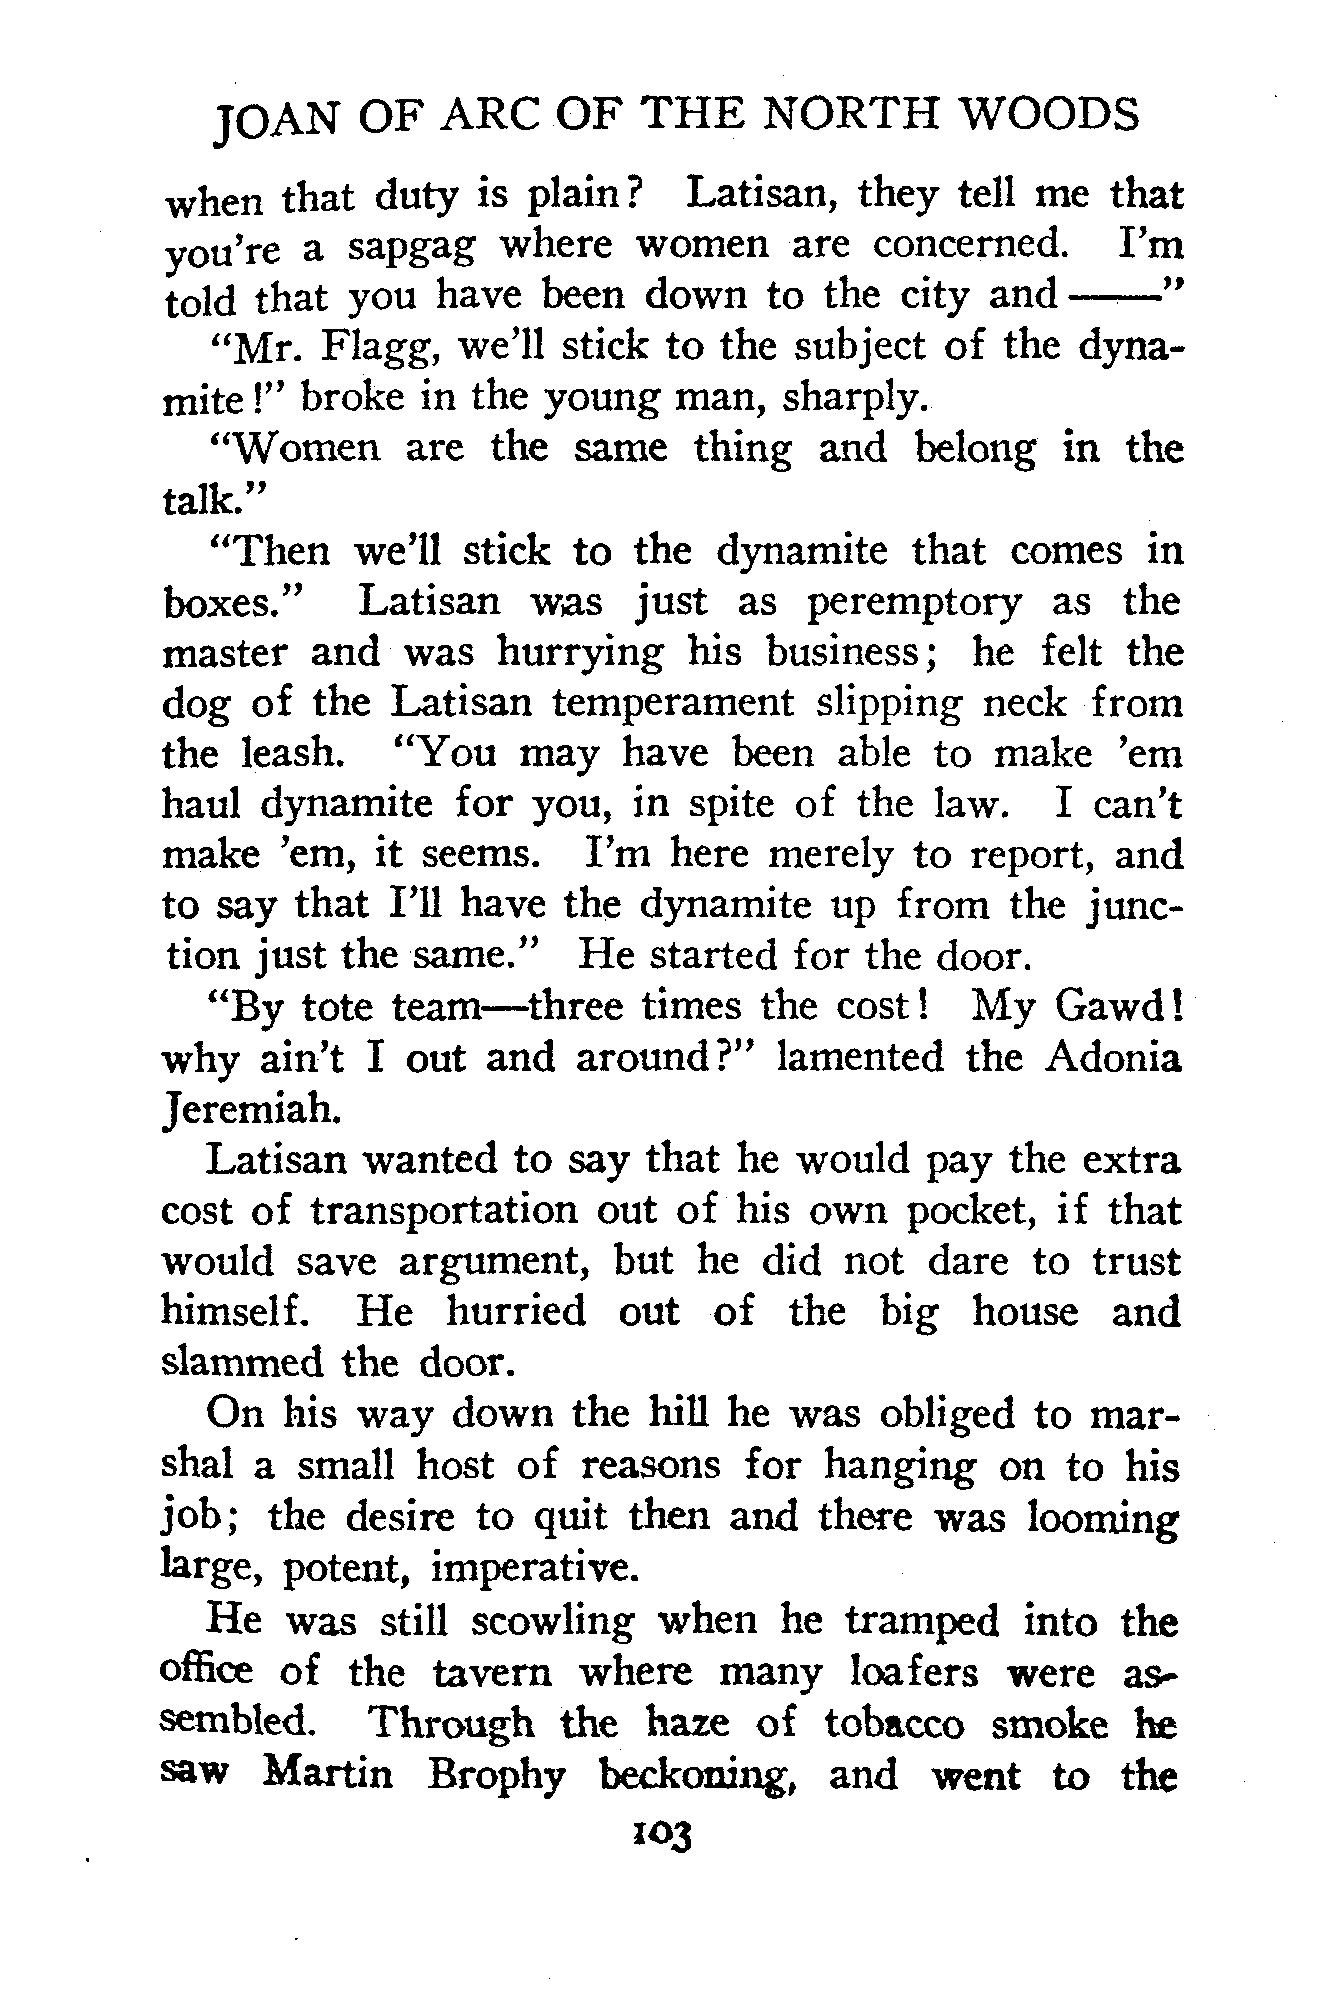 JOAN OF ARC OF THE NORTH WOODS
when that duty is plain? Latisan, they tell me that
you're a sapgag where women are concerned. I'm
told that you have been down to the city and ——"
"Mr. Flagg, we'll stick to the subject of the dyna-
mite!" broke in the young man, sharply.
"Women are the same thing and belong in the
talk."
"Then we'll stick to the dynamite that comes in
boxes." Latisan was just as peremptory as the
master and was hurrying his business; he felt the
dog of the Latisan temperament slipping neck from
the leash. "You may have been able to make 'em
haul dynamite for you, in spite of the law. I can't
make 'em, it seems. I'm here merely to report, and
to say that I'll have the dynamite up from the junc-
tion just the same." He started for the door.
"By tote team—three times the cost! My Gawd!
why ain't I out and around?" lamented the Adonia
Jeremiah.
Latisan wanted to say that he would pay the extra
cost of transportation out of his own pocket, if that
would save argument, but he did not dare to trust
himself. He hurried out of the big house and
slammed the door.
On his way down the hill he was obliged to mar-
shal a small host of reasons for hanging on to his
job; the desire to quit then and there was looming
large, potent, imperative.
He was still scowling when he tramped into the
office of the tavern where many loafers were as-
sembled. Through the haze of tobacco smoke he
saw Martin Brophy beckoning, and went to the
103